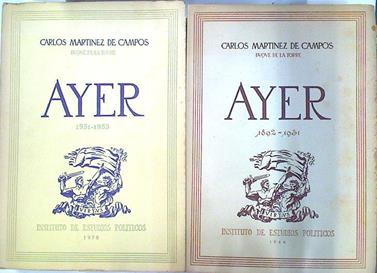 CARLOS MARTINEZ DE CAMPOS
DUQUE DE LA TORRE
AYER
1931-1953
INSTITUTO DE ESTUDIOS POLITICOS
1970
CARLOS MARTINEZ DE CAMPOS
DUQUE DE LA TORRE
AYER
1892-1931
INSTITUTO DE ESTUDIOS POLITICOS